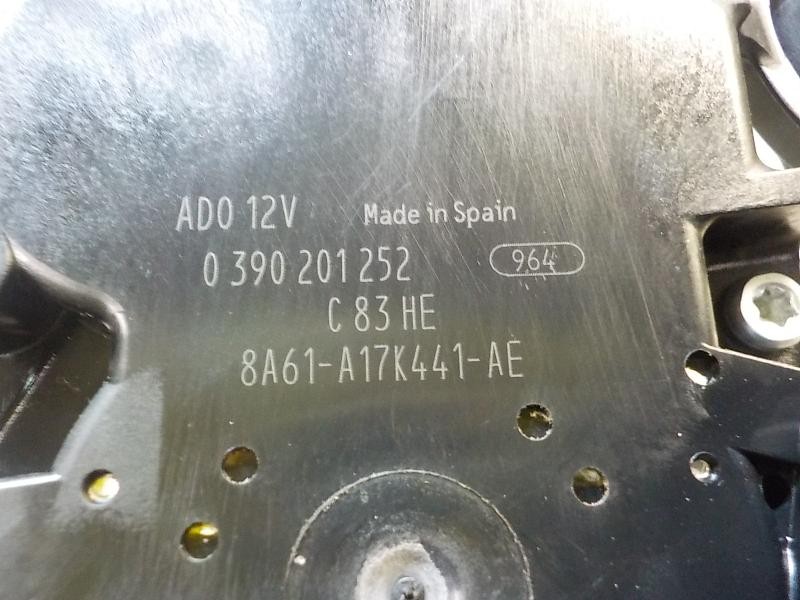 ADO 12V Made in Spain
0 390 201 252 964
C 83 HE
8A61-A17K441-AE